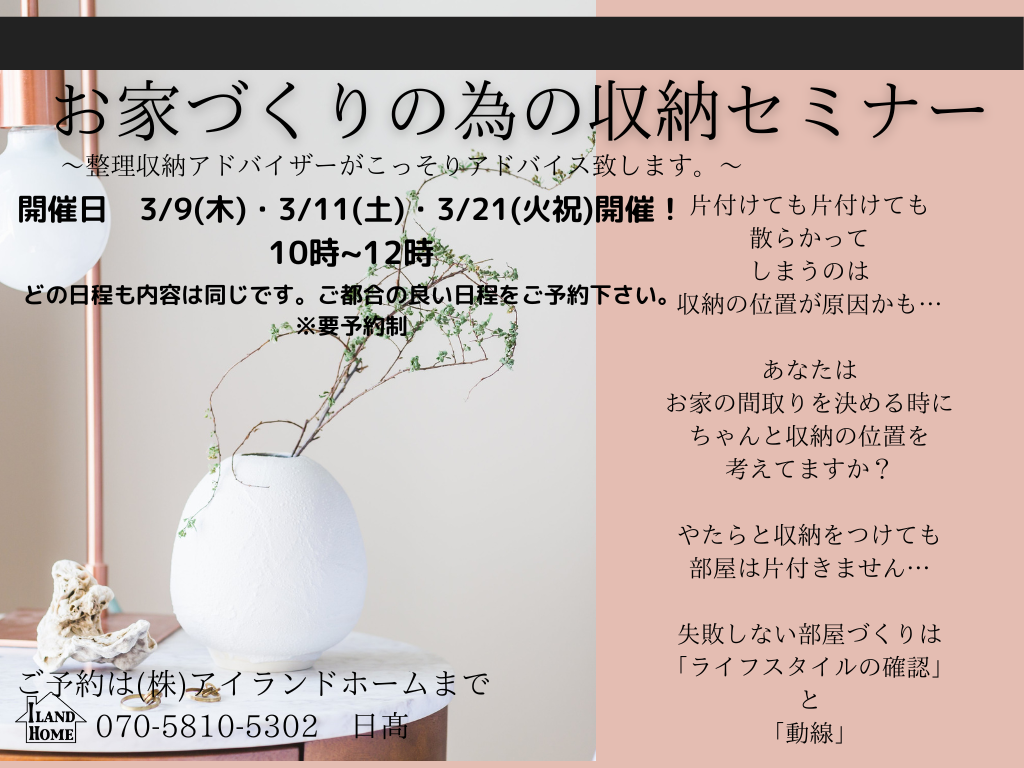 お家づくりの為の収納セミナー
〜整理収納アドバイザーがこっそりアドバイス致します。〜
開催日　3/9(木)・3/11(土)・3/21(火祝)開催！
10時~12時
どの日程も内容は同じです。ご都合の良い日程をご予約下さい。
※要予約制
片付けても片付けても
散らかって
しまうのは
収納の位置が原因かも…
あなたは
お家の間取りを決める時に
ちゃんと収納の位置を
考えてますか？
やたらと収納をつけても
部屋は片付きません…
失敗しない部屋づくりは
「ライフスタイルの確認」
と
「動線」
ご予約は(株)アイランドホームまで
070-5810-5302　日髙
ILAND
HOME